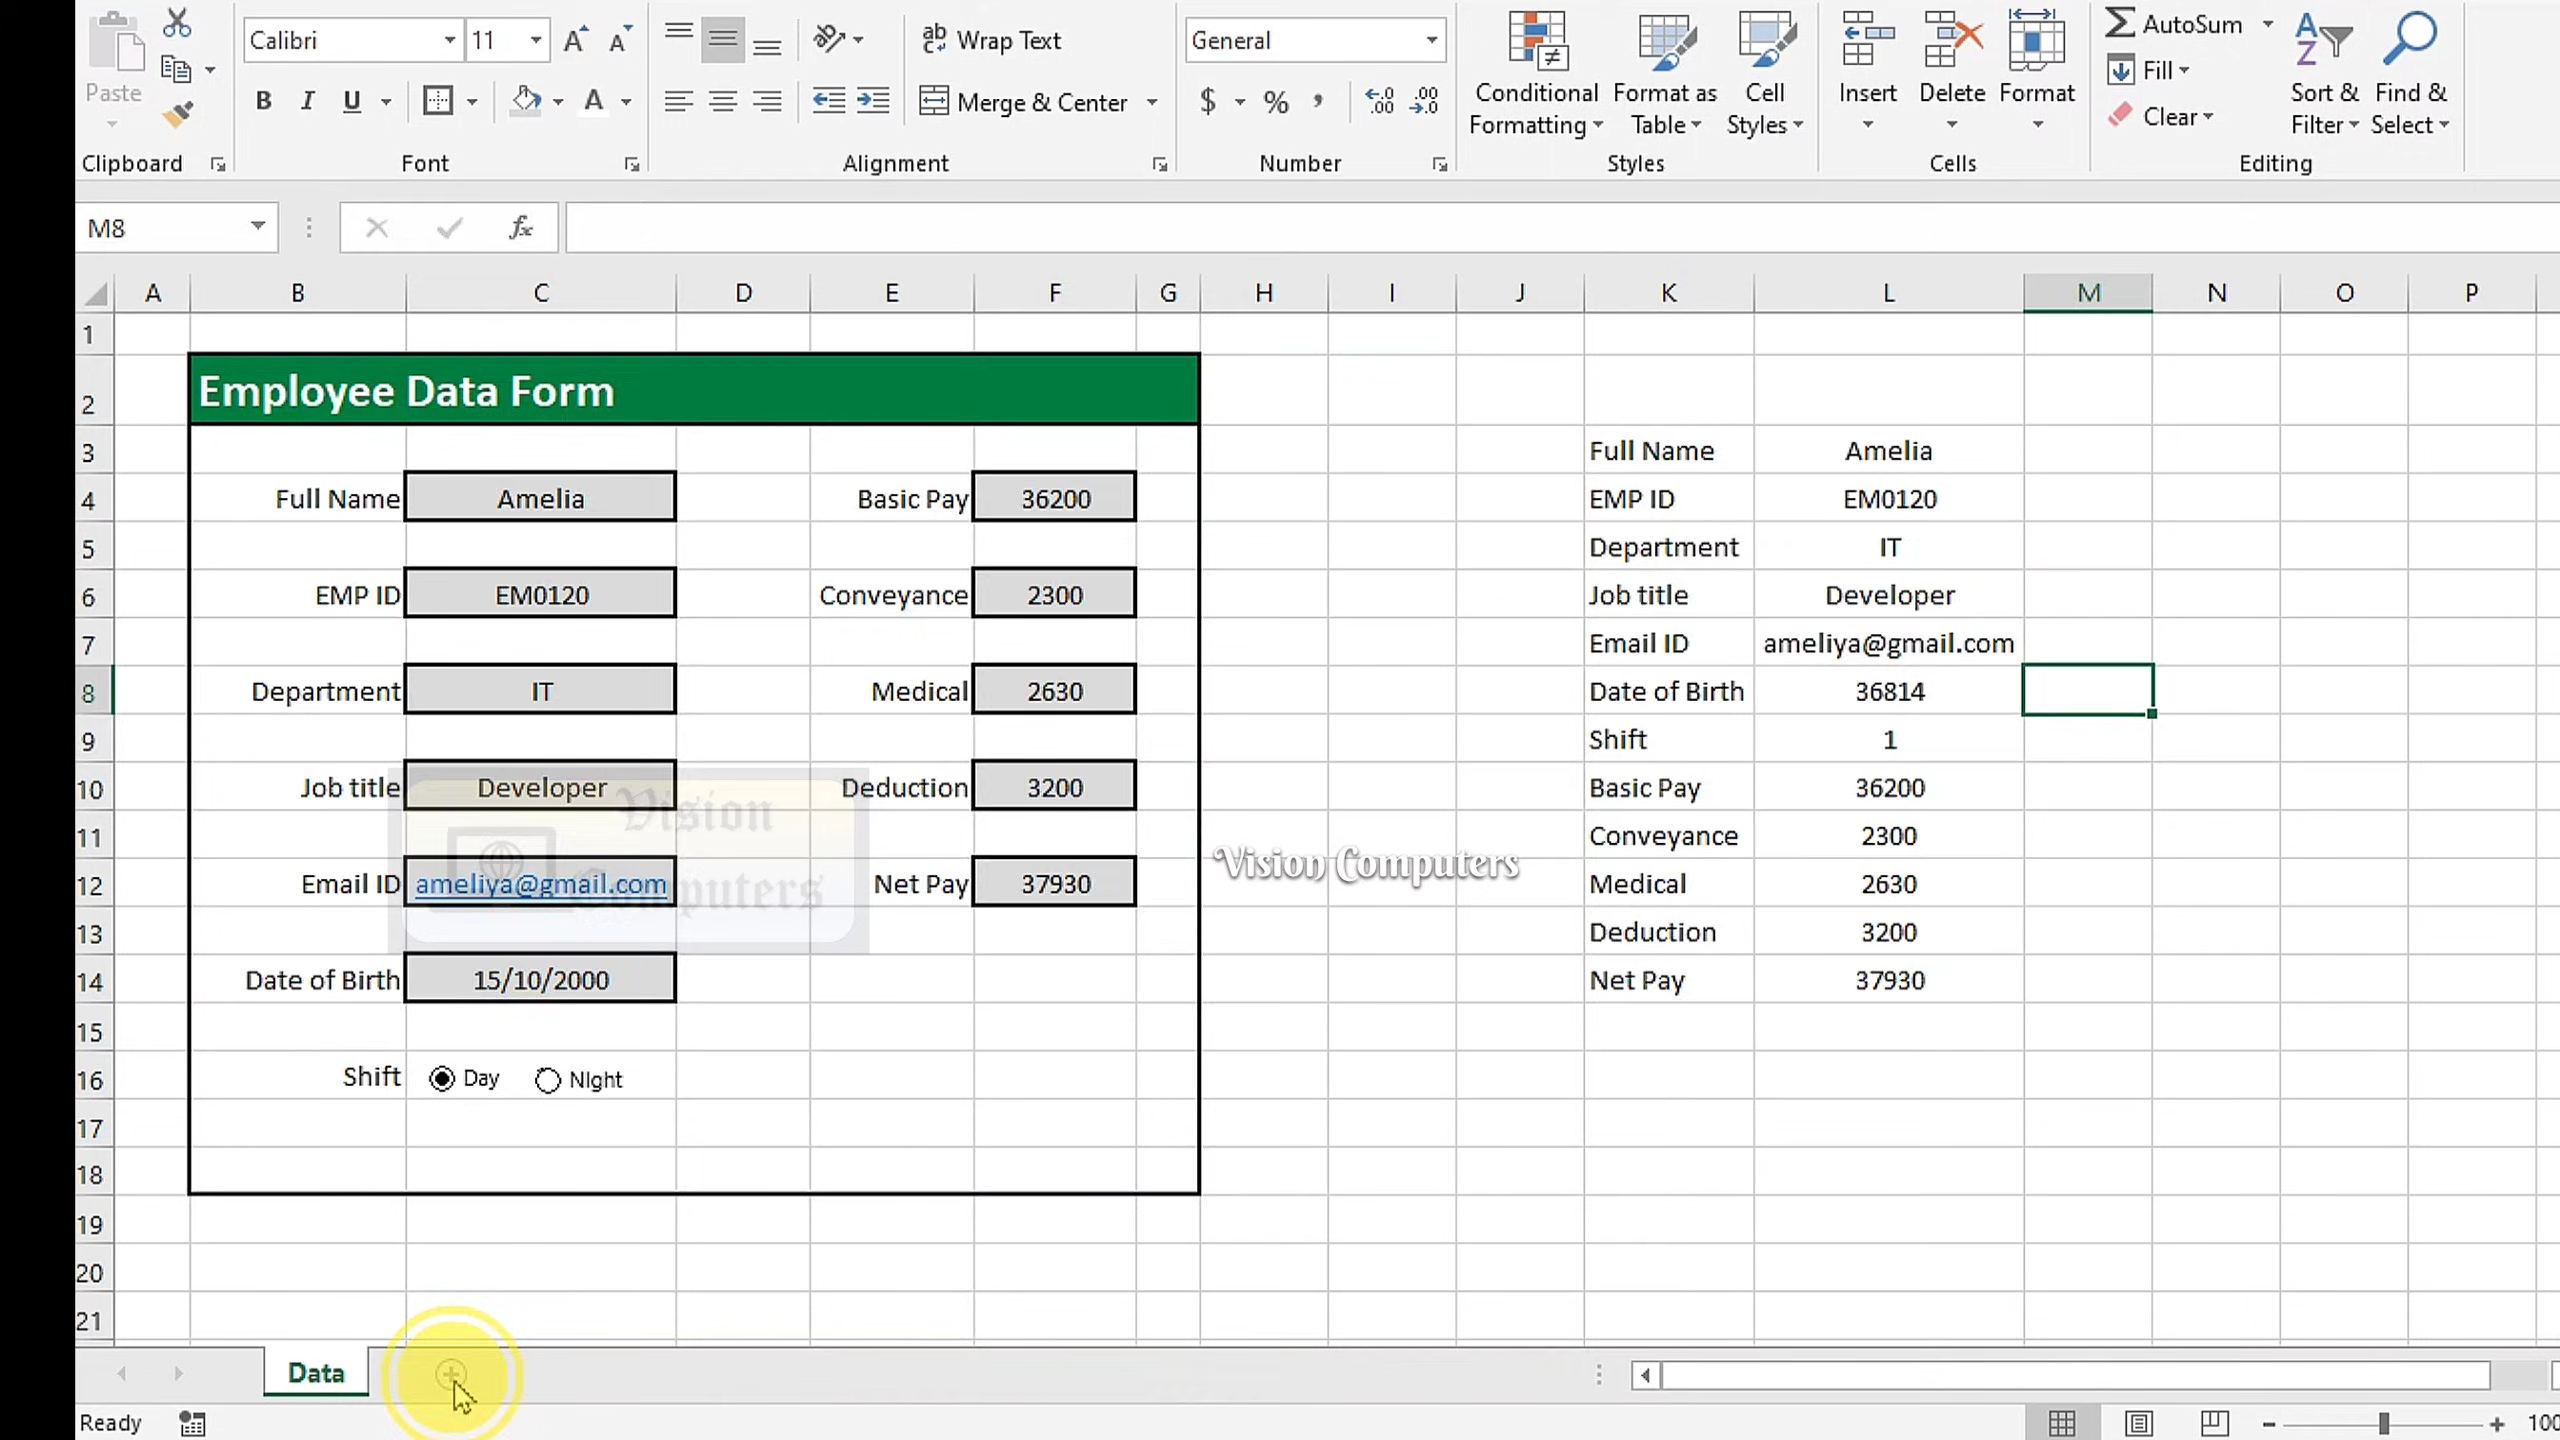 Calibri 11 Wrap Text General AutoSum
Paste B I U Merge & Center $ % Conditional Formatting Format as Table Cell Styles Insert Delete Format Fill Clear Sort & Filter Find & Select
Clipboard Font Alignment Number Styles Cells Editing
M8 fx
A B C D E F G H I J K L M N O P
1
2 Employee Data Form
3 Full Name Amelia
4 Full Name Amelia Basic Pay 36200 EMP ID EM0120
5 Department IT
6 EMP ID EM0120 Conveyance 2300 Job title Developer
7 Email ID ameliya@gmail.com
8 Department IT Medical 2630 Date of Birth 36814
9 Shift 1
10 Job title Developer Deduction 3200 Basic Pay 36200
Vision
11 Conveyance 2300
Vision Computers
12 Email ID ameliya@gmail.com Net Pay 37930 Medical 2630
Computers
13 Deduction 3200
14 Date of Birth 15/10/2000 Net Pay 37930
15
16 Shift Day NIght
17
18
19
20
21
Data
Ready 100